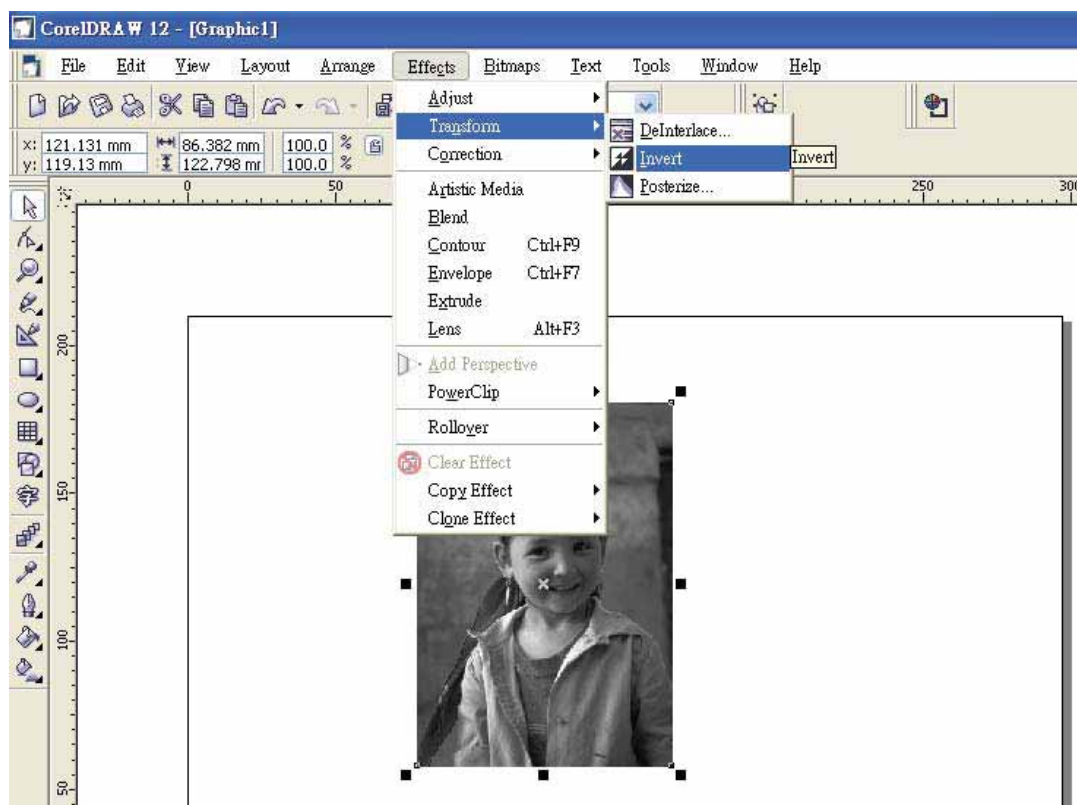 CorelDRAW 12 - [Graphic1]
File Edit View Layout Arrange Effects Bitmaps Text Tools Window Help
x: 121.131 mm 86.382 mm 100.0 %
y: 119.13 mm 122.798 mr 100.0 %
Adjust
Transform
Correction
Artistic Media
Blend
Contour Ctrl+F9
Envelope Ctrl+F7
Extrude
Lens Alt+F3
Add Perspective
PowerClip
Rollover
Clear Effect
Copy Effect
Clone Effect
DeInterlace...
Invert
Posterize...
Invert
0 50 250 300
200
150
100
50
字